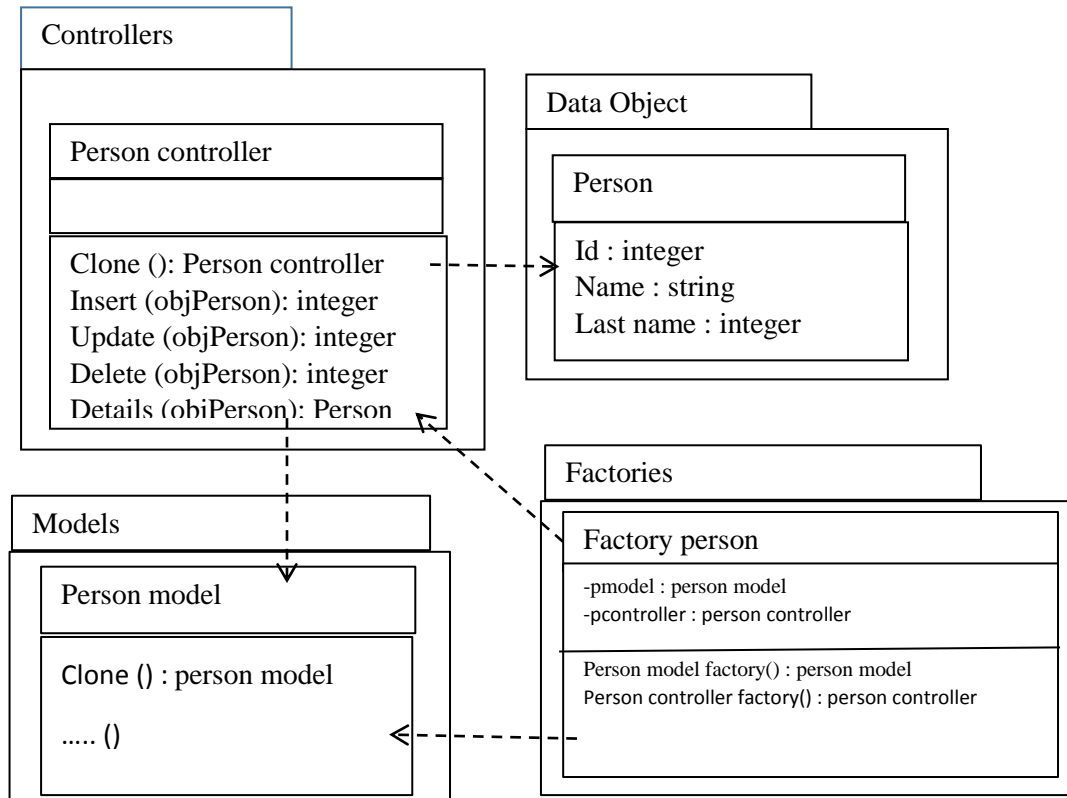 Controllers
Person controller
Clone (): Person controller
Insert (objPerson): integer
Update (objPerson): integer
Delete (objPerson): integer
Details (objPerson): Person
Data Object
Person
Id : integer
Name : string
Last name : integer
Models
Person model
Clone () : person model
..... ()
Factories
Factory person
-pmodel : person model
-pcontroller : person controller
Person model factory() : person model
Person controller factory() : person controller